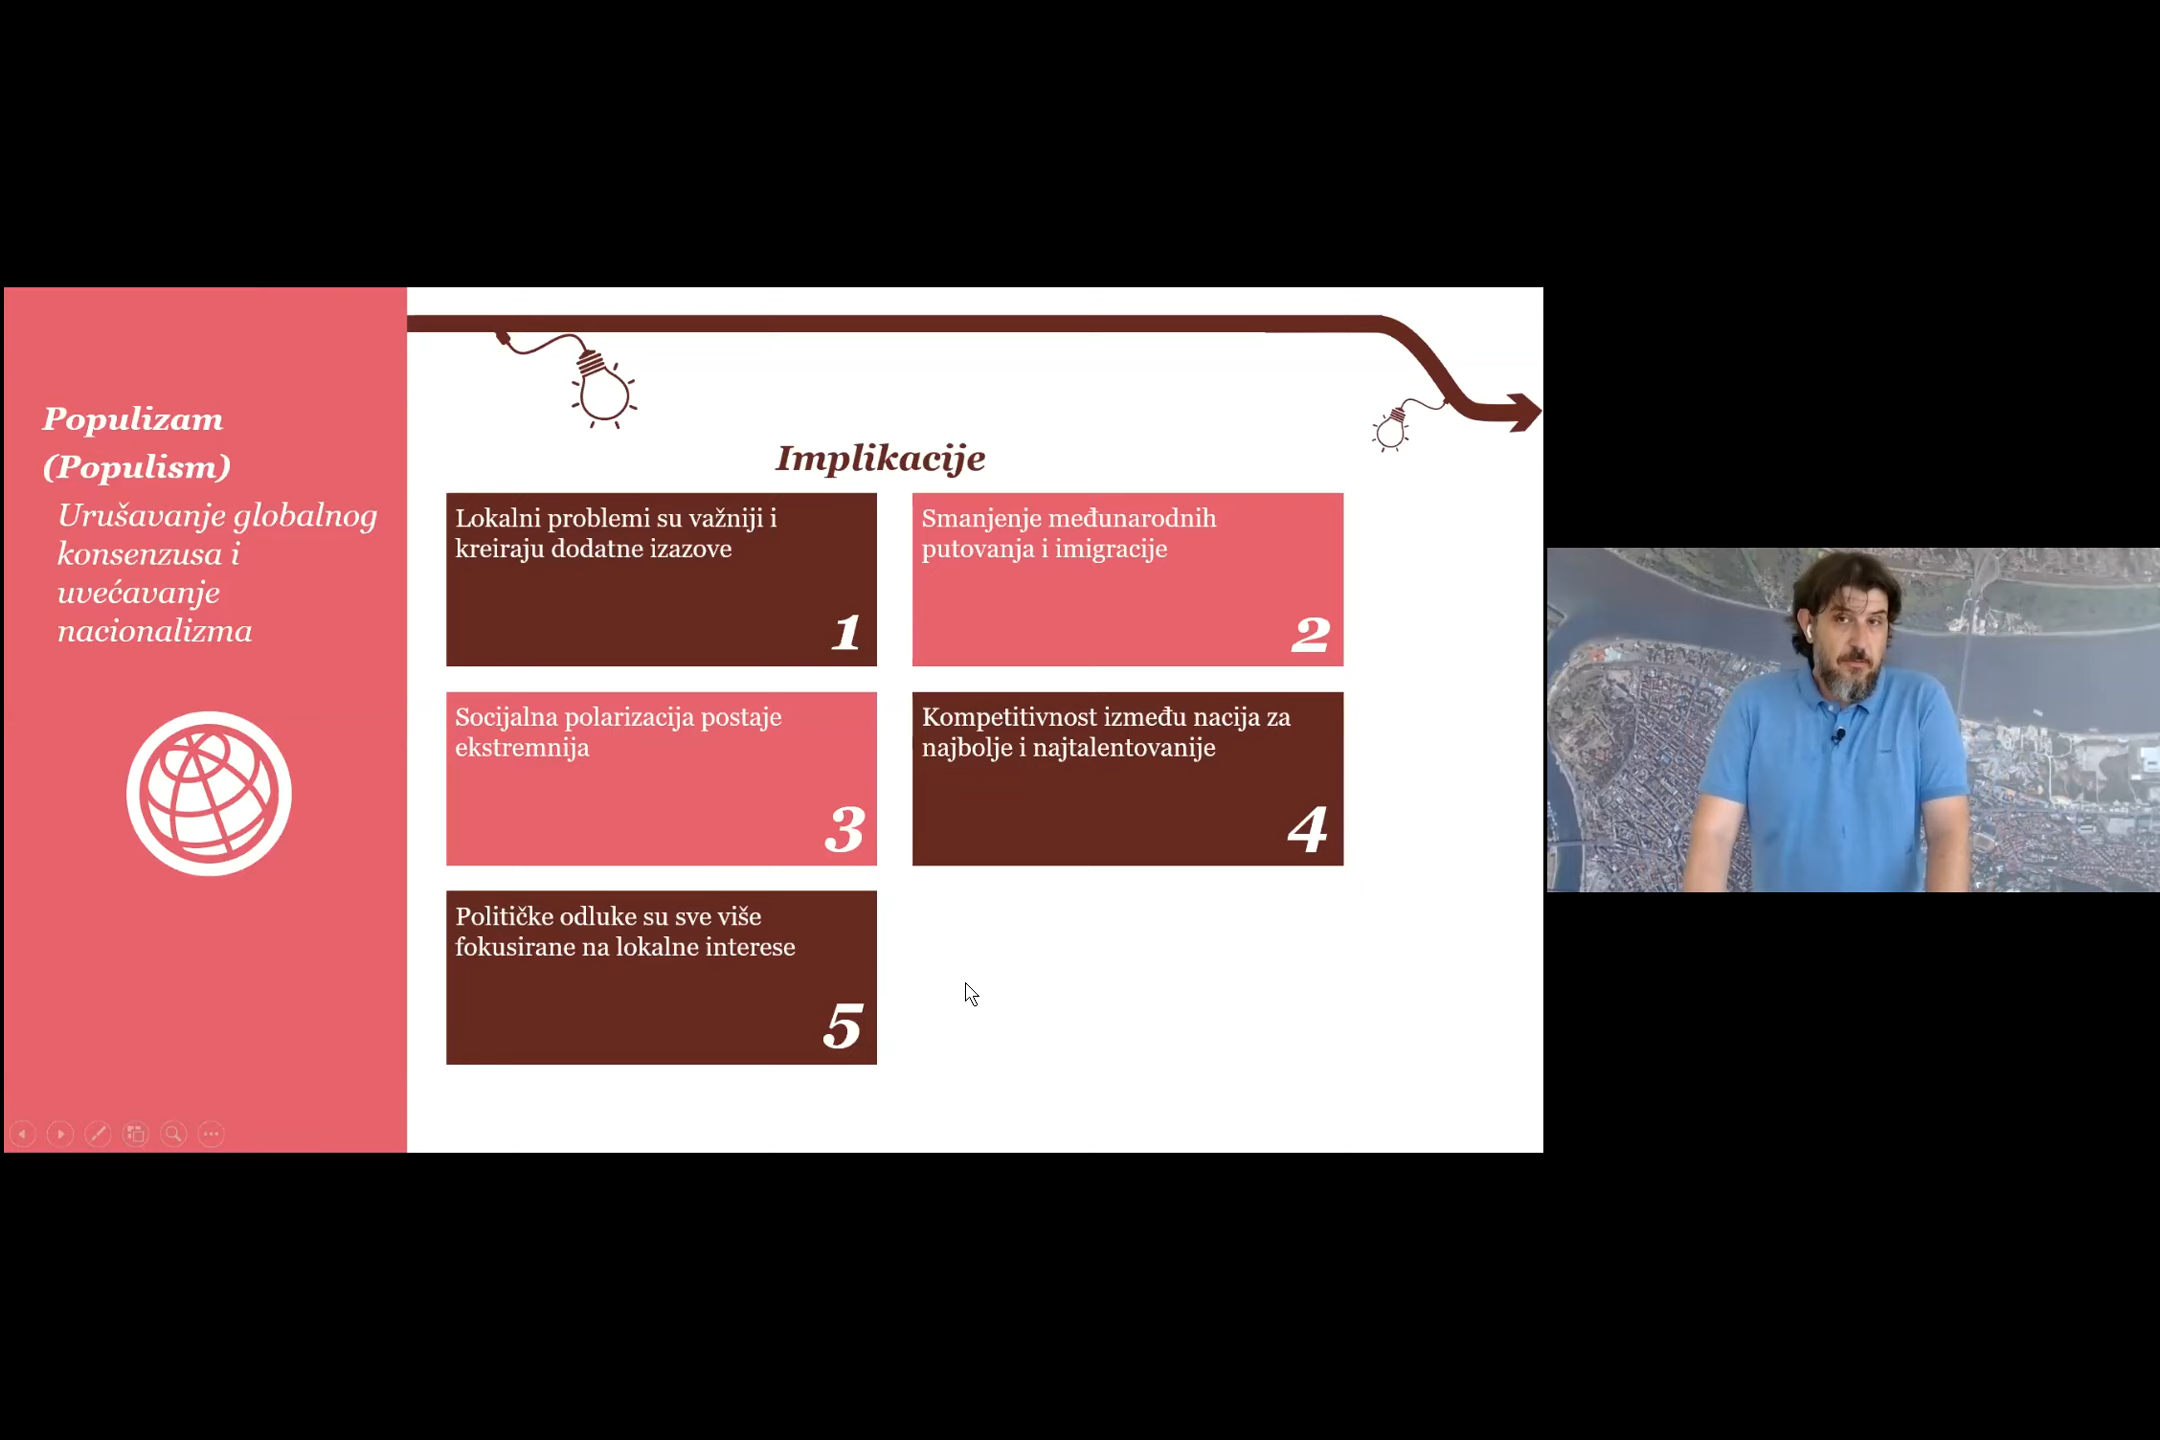 Populizam
(Populism)
Urušavanje globalnog
konsenzusa i
uvećavanje
nacionalizma
Implikacije
Lokalni problemi su važniji i
kreiraju dodatne izazove
1
Smanjenje međunarodnih
putovanja i imigracije
2
Socijalna polarizacija postaje
ekstremnija
3
Kompetitivnost između nacija za
najbolje i najtalentovanije
4
Političke odluke su sve više
fokusirane na lokalne interese
5